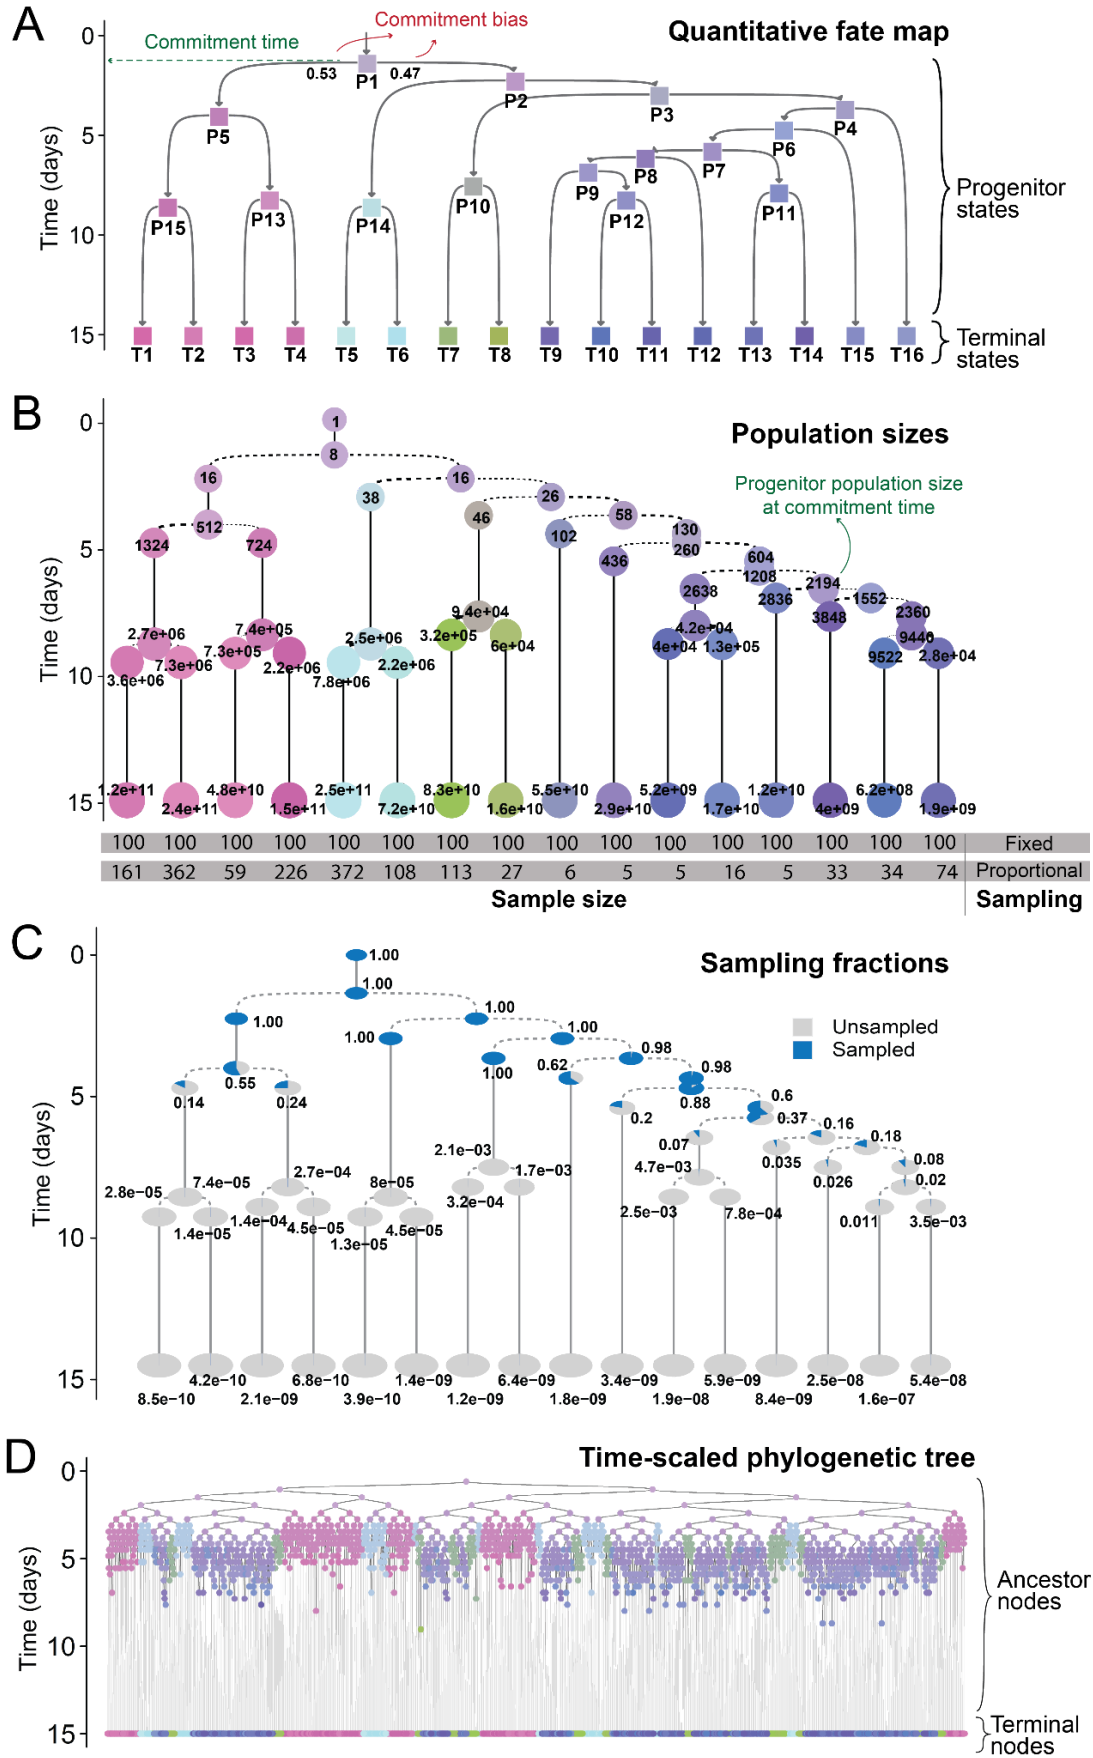 A
Quantitative fate map
Commitment bias
Commitment time
0
0.53
0.47
P1
P2
P3
P4
P5
5
P6
P7
P8
P9
P10
P11
P12
P13
P14
P15
10
15
Time (days)
Progenitor
states
T1 T2 T3 T4 T5 T6 T7 T8 T9 T10 T11 T12 T13 T14 T15 T16
Terminal
states
B
Population sizes
Progenitor population size
at commitment time
Time (days)
0
1
8
16
16
38
26
46
58
512
102
130
260
5
1324
724
436
604
1208
2194
2638
2836
1552
3848
2360
9.4e+04
2.7e+06
7.4e+05
2.5e+06
3.2e+05
6e+04
4.2e+04
9446
7.3e+06
7.3e+05
2.2e+06
2.2e+06
4e+04
1.3e+05
9522
2.8e+04
10
3.6e+06
7.8e+06
15
1.2e+11
2.4e+11
4.8e+10
1.5e+11
2.5e+11
7.2e+10
8.3e+10
1.6e+10
5.5e+10
2.9e+10
5.2e+09
1.7e+10
1.2e+10
4e+09
6.2e+08
1.9e+09
100 100 100 100 100 100 100 100 100 100 100 100 100 100 100 100 Fixed
161 362 59 226 372 108 113 27 6 5 5 16 5 33 34 74 Proportional
Sample size
Sampling
C
Sampling fractions
Unsampled
Sampled
Time (days)
0
1.00
1.00
1.00
1.00
1.00
1.00
1.00
0.62
0.98
0.98
0.55
5
0.14
0.24
0.88
0.6
0.2
0.37
0.16
0.07
0.18
2.1e−03
0.035
0.08
4.7e−03
1.7e−03
0.026
0.02
2.8e−05
7.4e−05
2.7e−04
8e−05
3.2e−04
2.5e−03
7.8e−04
0.011
3.5e−03
1.4e−05
1.4e−04
4.5e−05
1.3e−05
4.5e−05
10
15
8.5e−10
4.2e−10
2.1e−09
6.8e−10
3.9e−10
1.4e−09
1.2e−09
6.4e−09
1.8e−09
3.4e−09
1.9e−08
5.9e−09
8.4e−09
2.5e−08
1.6e−07
5.4e−08
D
Time-scaled phylogenetic tree
Time (days)
0
5
10
15
Ancestor
nodes
Terminal
nodes